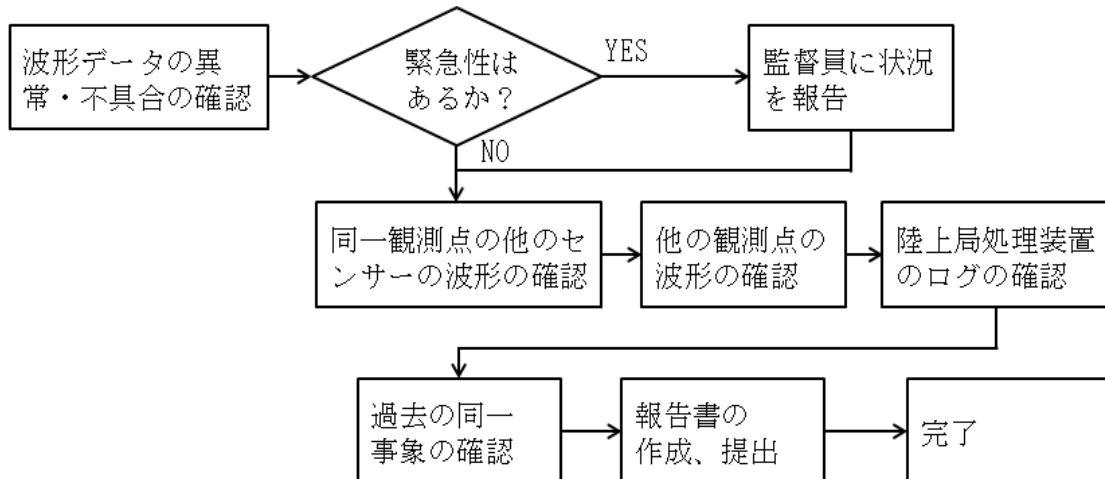 波形データの異
常・不具合の確認
緊急性は
あるか？
YES
監督員に状況
を報告
NO
同一観測点の他のセ
ンサーの波形の確認
他の観測点の
波形の確認
陸上局処理装置
のログの確認
過去の同一
事象の確認
報告書の
作成、提出
完了